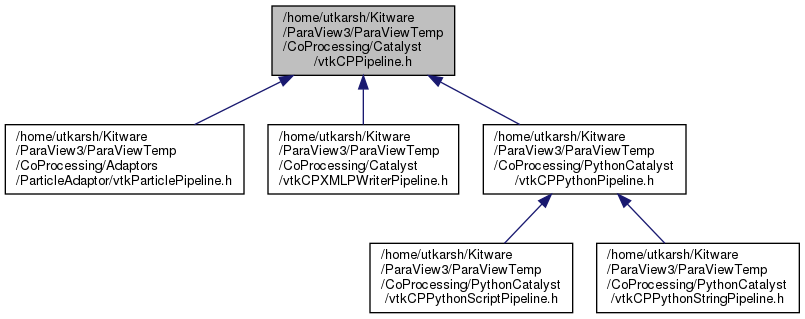 /home/utkarsh/Kitware
/ParaView3/ParaViewTemp
/CoProcessing/Catalyst
/vtkCPPipeline.h
/home/utkarsh/Kitware
/ParaView3/ParaViewTemp
/CoProcessing/Adaptors
/ParticleAdaptor/vtkParticlePipeline.h
/home/utkarsh/Kitware
/ParaView3/ParaViewTemp
/CoProcessing/Catalyst
/vtkCPXMLPWriterPipeline.h
/home/utkarsh/Kitware
/ParaView3/ParaViewTemp
/CoProcessing/PythonCatalyst
/vtkCPPythonPipeline.h
/home/utkarsh/Kitware
/ParaView3/ParaViewTemp
/CoProcessing/PythonCatalyst
/vtkCPPythonScriptPipeline.h
/home/utkarsh/Kitware
/ParaView3/ParaViewTemp
/CoProcessing/PythonCatalyst
/vtkCPPythonStringPipeline.h